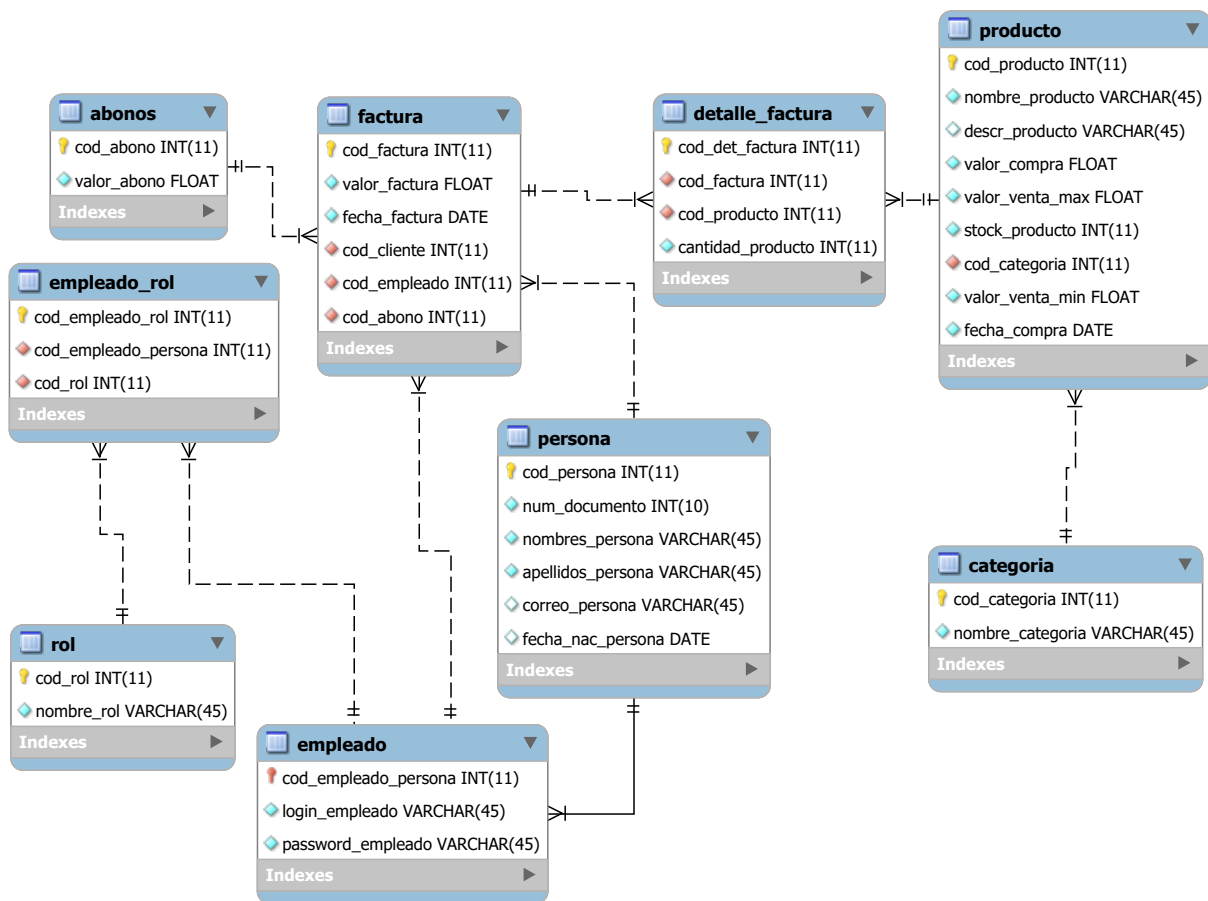 abonos
cod_abono INT(11)
valor_abono FLOAT
Indexes
factura
cod_factura INT(11)
valor_factura FLOAT
fecha_factura DATE
cod_cliente INT(11)
cod_empleado INT(11)
cod_abono INT(11)
Indexes
detalle_factura
cod_det_factura INT(11)
cod_factura INT(11)
cod_producto INT(11)
cantidad_producto INT(11)
Indexes
producto
cod_producto INT(11)
nombre_producto VARCHAR(45)
descr_producto VARCHAR(45)
valor_compra FLOAT
valor_venta_max FLOAT
stock_producto INT(11)
cod_categoria INT(11)
valor_venta_min FLOAT
fecha_compra DATE
Indexes
empleado_rol
cod_empleado_rol INT(11)
cod_empleado_persona INT(11)
cod_rol INT(11)
Indexes
persona
cod_persona INT(11)
num_documento INT(10)
nombres_persona VARCHAR(45)
apellidos_persona VARCHAR(45)
correo_persona VARCHAR(45)
fecha_nac_persona DATE
Indexes
categoria
cod_categoria INT(11)
nombre_categoria VARCHAR(45)
Indexes
rol
cod_rol INT(11)
nombre_rol VARCHAR(45)
Indexes
empleado
cod_empleado_persona INT(11)
login_empleado VARCHAR(45)
password_empleado VARCHAR(45)
Indexes